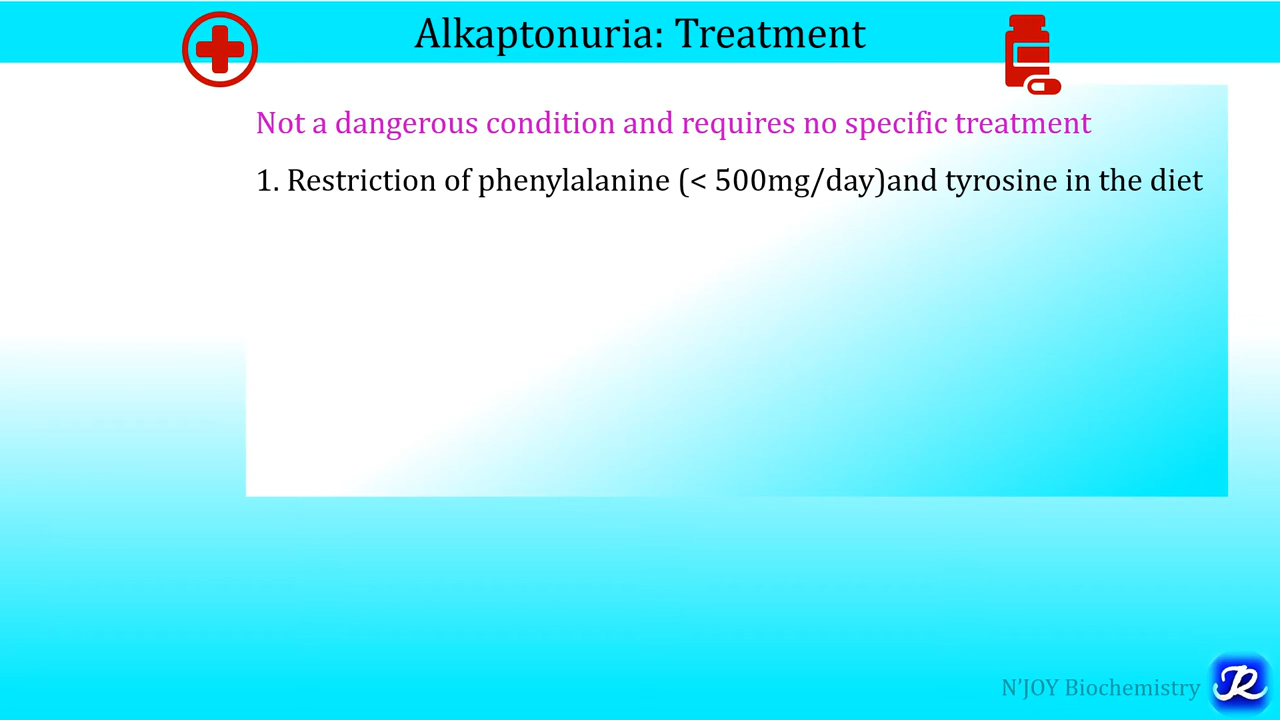 Alkaptonuria: Treatment
Not a dangerous condition and requires no specific treatment
1. Restriction of phenylalanine (< 500mg/day)and tyrosine in the diet
N’JOY Biochemistry